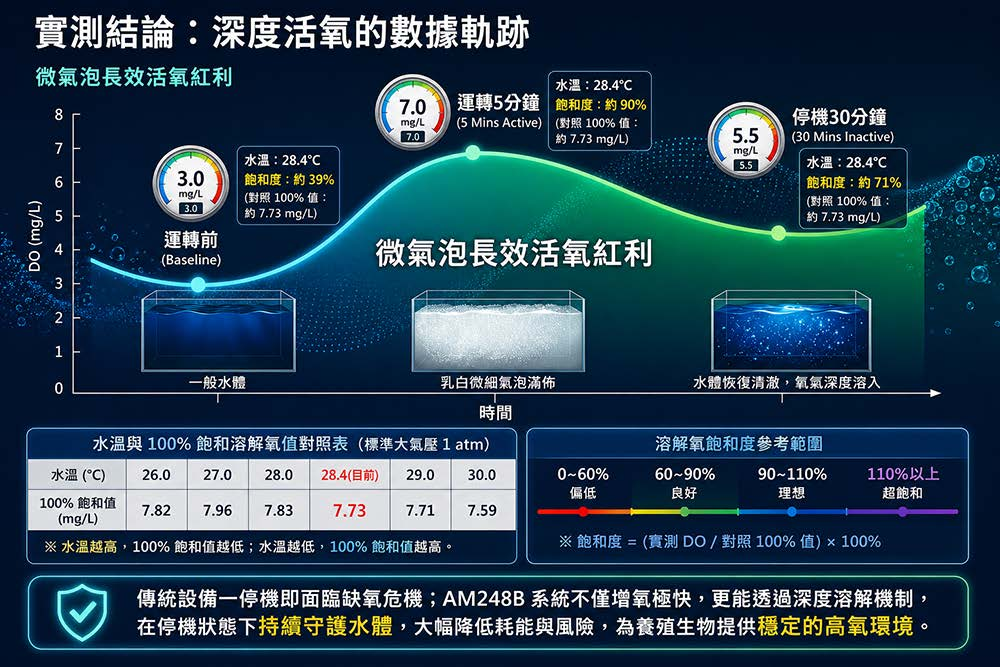 實測結論：深度活氧的數據軌跡
微氣泡長效活氧紅利
DO (mg/L)
8
7
6
5
4
3
2
1
0
3.0
mg/L
3.0
水溫：28.4°C
飽和度：約 39%
(對照 100% 值：
約 7.73 mg/L)
運轉前
(Baseline)
7.0
mg/L
7.0
運轉5分鐘
(5 Mins Active)
水溫：28.4°C
飽和度：約 90%
(對照 100% 值：
約 7.73 mg/L)
5.5
mg/L
5.5
停機30分鐘
(30 Mins Inactive)
水溫：28.4°C
飽和度：約 71%
(對照 100% 值：
約 7.73 mg/L)
微氣泡長效活氧紅利
一般水體
乳白微細氣泡滿佈
水體恢復清澈，氧氣深度溶入
時間
水溫與 100% 飽和溶解氧值對照表（標準大氣壓 1 atm）
水溫 (°C) 26.0 27.0 28.0 28.4(目前) 29.0 30.0
100% 飽和值
(mg/L) 7.82 7.96 7.83 7.73 7.71 7.59
※ 水溫越高，100% 飽和值越低；水溫越低，100% 飽和值越高。
溶解氧飽和度參考範圍
0~60% 60~90% 90~110% 110%以上
偏低 良好 理想 超飽和
※ 飽和度 = (實測 DO / 對照 100% 值) × 100%
傳統設備一停機即面臨缺氧危機；AM248B 系統不僅增氧極快，更能透過深度溶解機制，
在停機狀態下持續守護水體，大幅降低耗能與風險，為養殖生物提供穩定的高氧環境。